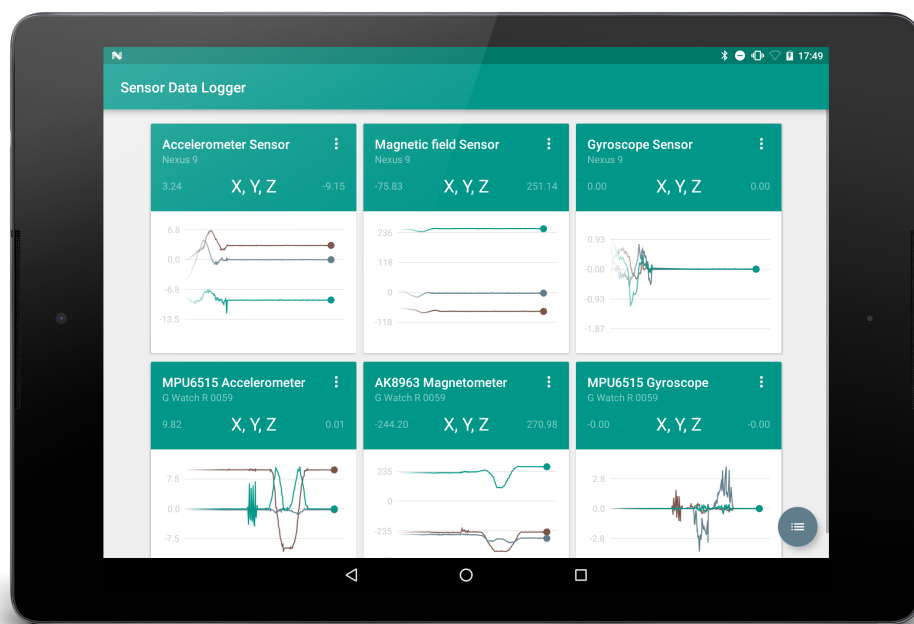 17:49
Sensor Data Logger
Accelerometer Sensor
Nexus 9
3.24 X, Y, Z -9.15
6.8
0.0
-6.8
-13.5
Magnetic field Sensor
Nexus 9
-75.83 X, Y, Z 251.14
236
118
0
-118
Gyroscope Sensor
Nexus 9
0.00 X, Y, Z 0.00
0.93
-0.00
-0.93
-1.87
MPU6515 Accelerometer
G Watch R 0059
9.82 X, Y, Z 0.01
7.5
0.0
-7.5
AK8963 Magnetometer
G Watch R 0059
-244.20 X, Y, Z 270.98
235
0
-235
MPU6515 Gyroscope
G Watch R 0059
-0.00 X, Y, Z -0.00
2.8
0.0
-2.8